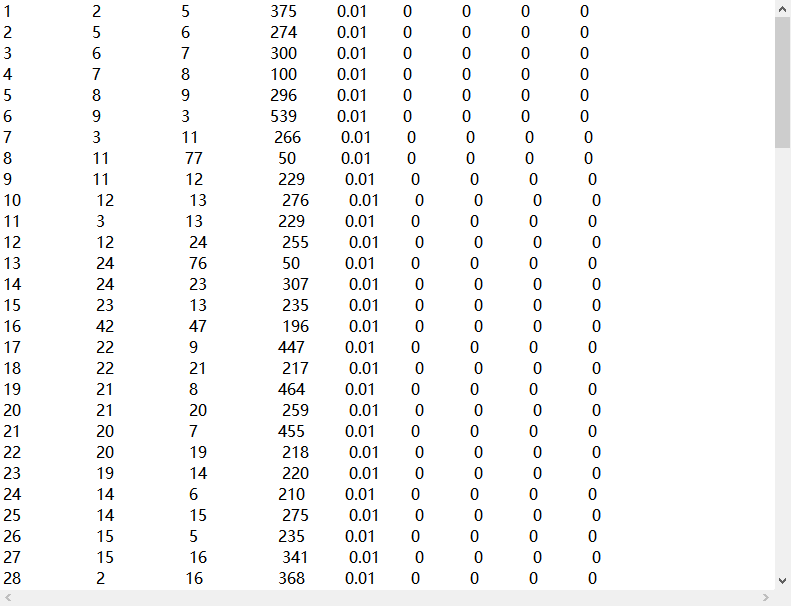 1 2 5 375 0.01 0 0 0 0
2 5 6 274 0.01 0 0 0 0
3 6 7 300 0.01 0 0 0 0
4 7 8 100 0.01 0 0 0 0
5 8 9 296 0.01 0 0 0 0
6 9 3 539 0.01 0 0 0 0
7 3 11 266 0.01 0 0 0 0
8 11 77 50 0.01 0 0 0 0
9 11 12 229 0.01 0 0 0 0
10 12 13 276 0.01 0 0 0 0
11 3 13 229 0.01 0 0 0 0
12 12 24 255 0.01 0 0 0 0
13 24 76 50 0.01 0 0 0 0
14 24 23 307 0.01 0 0 0 0
15 23 13 235 0.01 0 0 0 0
16 42 47 196 0.01 0 0 0 0
17 22 9 447 0.01 0 0 0 0
18 22 21 217 0.01 0 0 0 0
19 21 8 464 0.01 0 0 0 0
20 21 20 259 0.01 0 0 0 0
21 20 7 455 0.01 0 0 0 0
22 20 19 218 0.01 0 0 0 0
23 19 14 220 0.01 0 0 0 0
24 14 6 210 0.01 0 0 0 0
25 14 15 275 0.01 0 0 0 0
26 15 5 235 0.01 0 0 0 0
27 15 16 341 0.01 0 0 0 0
28 2 16 368 0.01 0 0 0 0